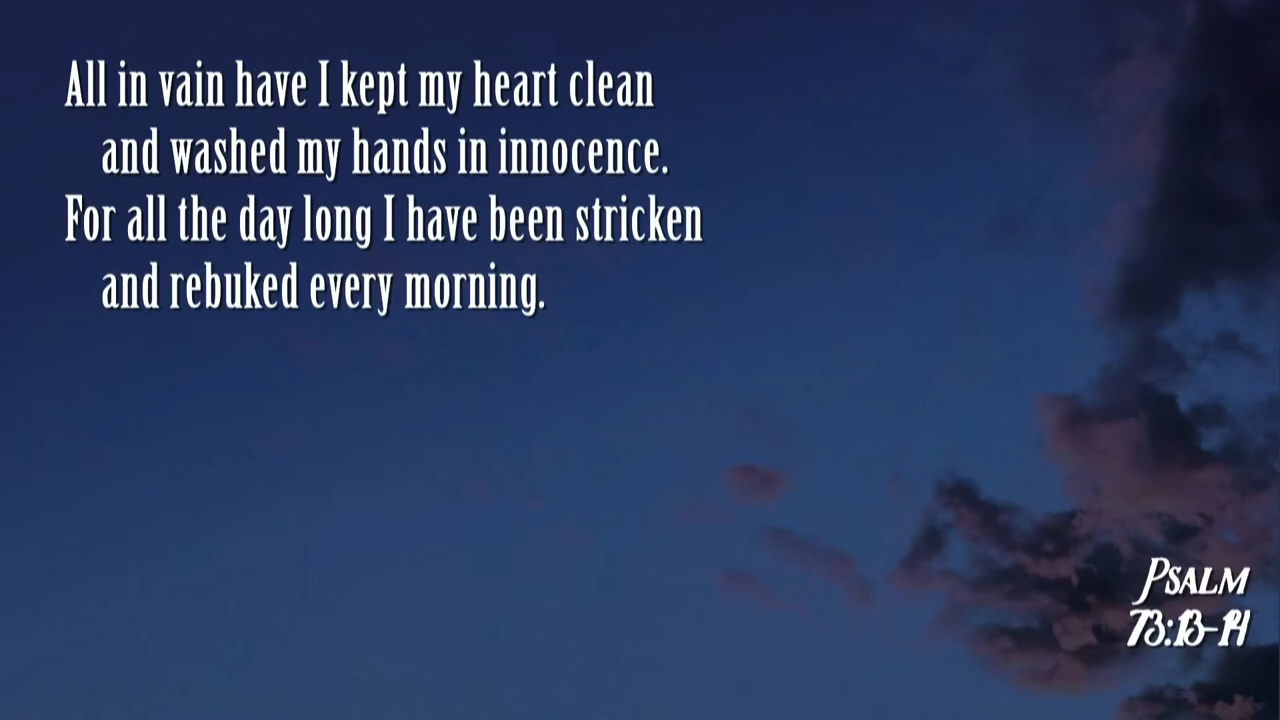 All in vain have I kept my heart clean
and washed my hands in innocence.
For all the day long I have been stricken
and rebuked every morning.
Psalm
73:13-14